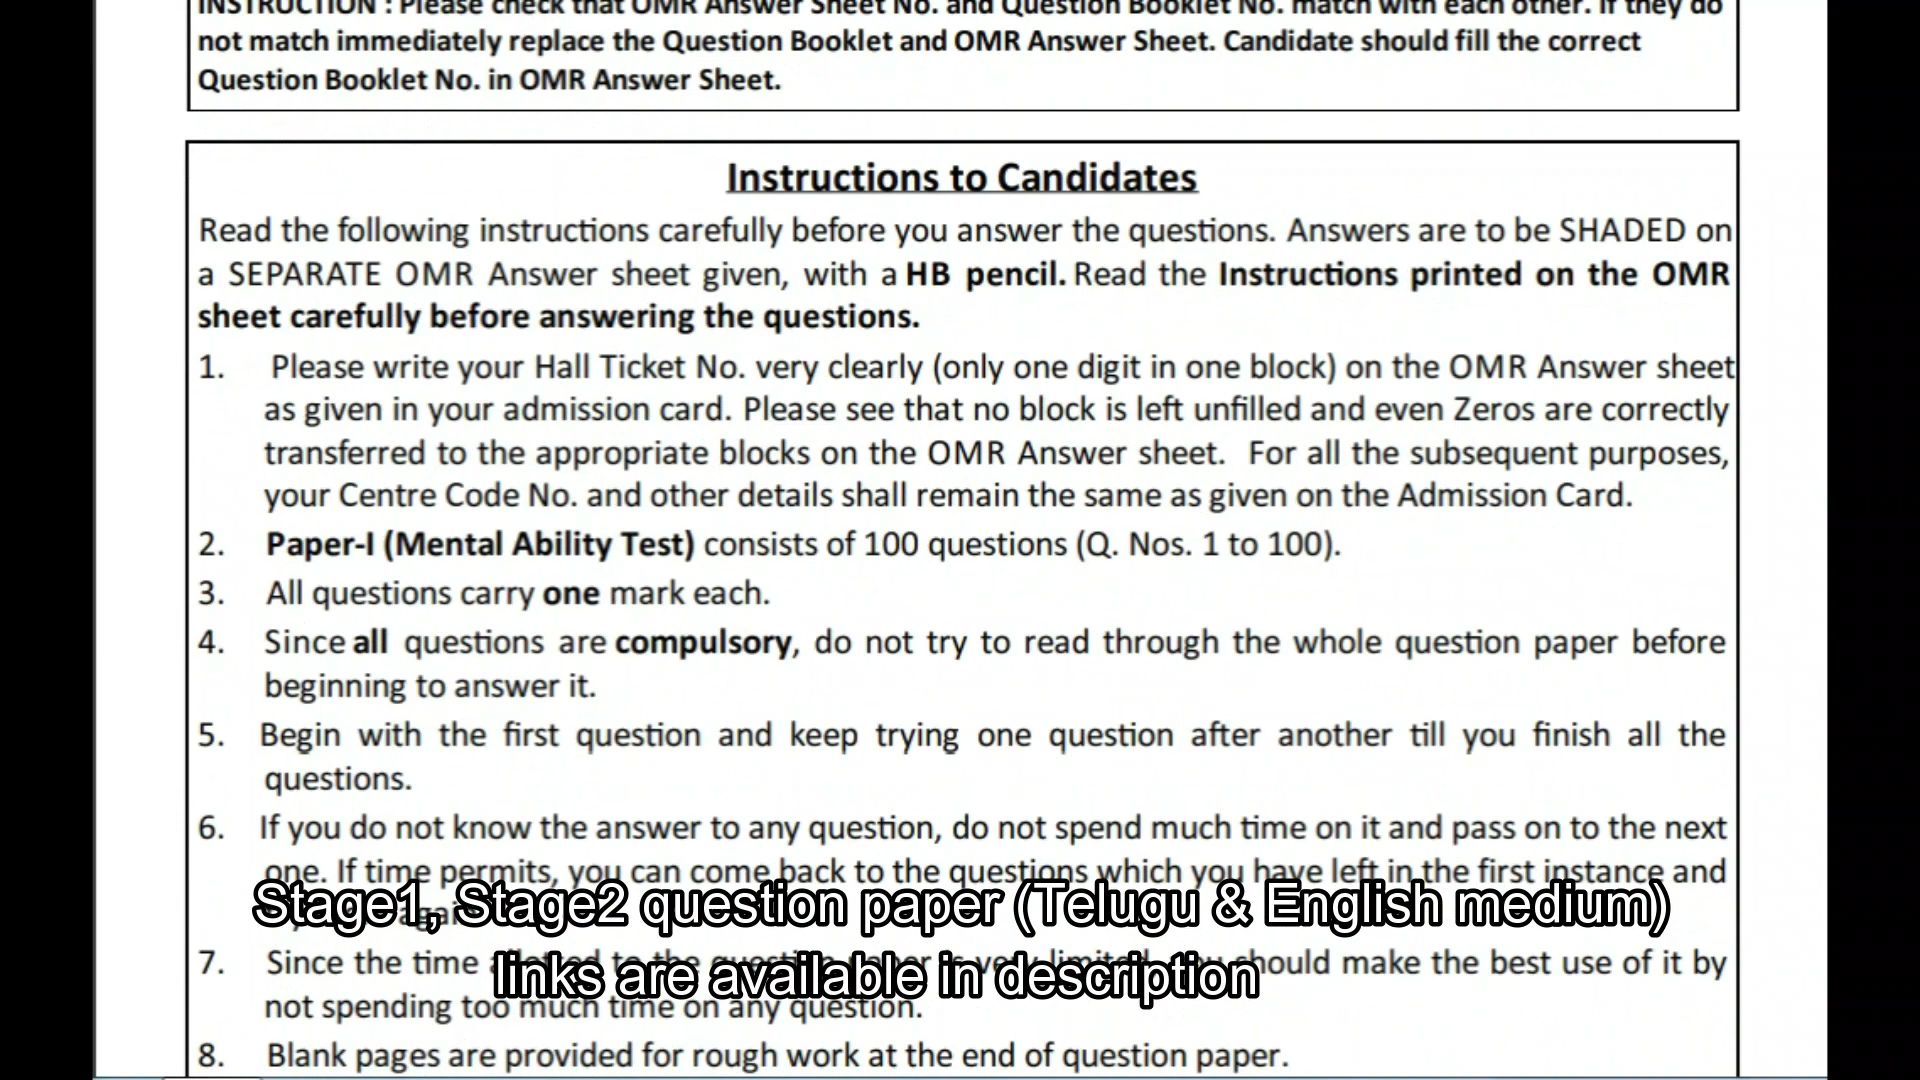 INSTRUCTION : Please check that OMR Answer Sheet No. and Question Booklet No. match with each other. If they do
not match immediately replace the Question Booklet and OMR Answer Sheet. Candidate should fill the correct
Question Booklet No. in OMR Answer Sheet.
Instructions to Candidates
Read the following instructions carefully before you answer the questions. Answers are to be SHADED on
a SEPARATE OMR Answer sheet given, with a HB pencil. Read the Instructions printed on the OMR
sheet carefully before answering the questions.
1. Please write your Hall Ticket No. very clearly (only one digit in one block) on the OMR Answer sheet
as given in your admission card. Please see that no block is left unfilled and even Zeros are correctly
transferred to the appropriate blocks on the OMR Answer sheet. For all the subsequent purposes,
your Centre Code No. and other details shall remain the same as given on the Admission Card.
2. Paper-I (Mental Ability Test) consists of 100 questions (Q. Nos. 1 to 100).
3. All questions carry one mark each.
4. Since all questions are compulsory, do not try to read through the whole question paper before
beginning to answer it.
5. Begin with the first question and keep trying one question after another till you finish all the
questions.
6. If you do not know the answer to any question, do not spend much time on it and pass on to the next
one. If time permits, you can come back to the questions which you have left in the first instance and
Stage1, Stage2 question paper (Telugu & English medium)
7. Since the time to the should make the best use of it by
links are available in description
not spending too much time on any question.
8. Blank pages are provided for rough work at the end of question paper.